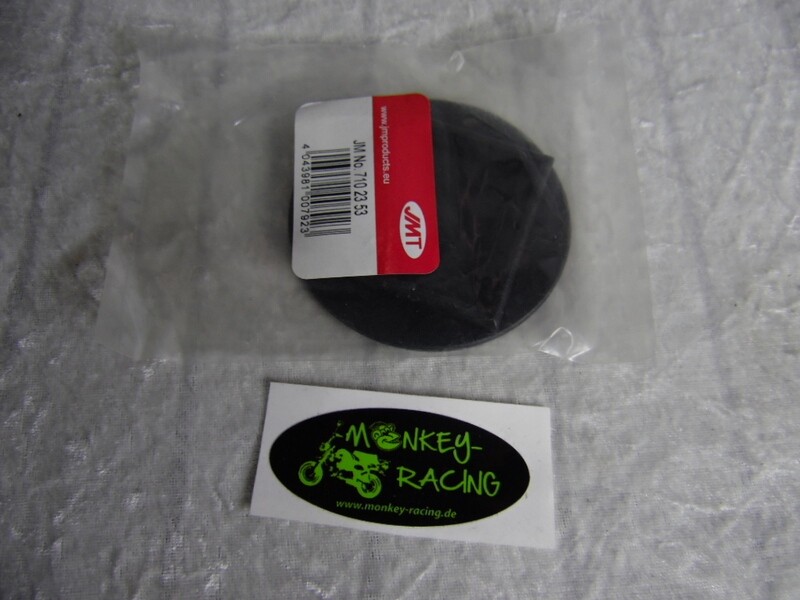 www.jmproducts.eu
JMT
JM No. 710 23 53
4 043981 007923
MONKEY-
RACING
www.monkey-racing.de